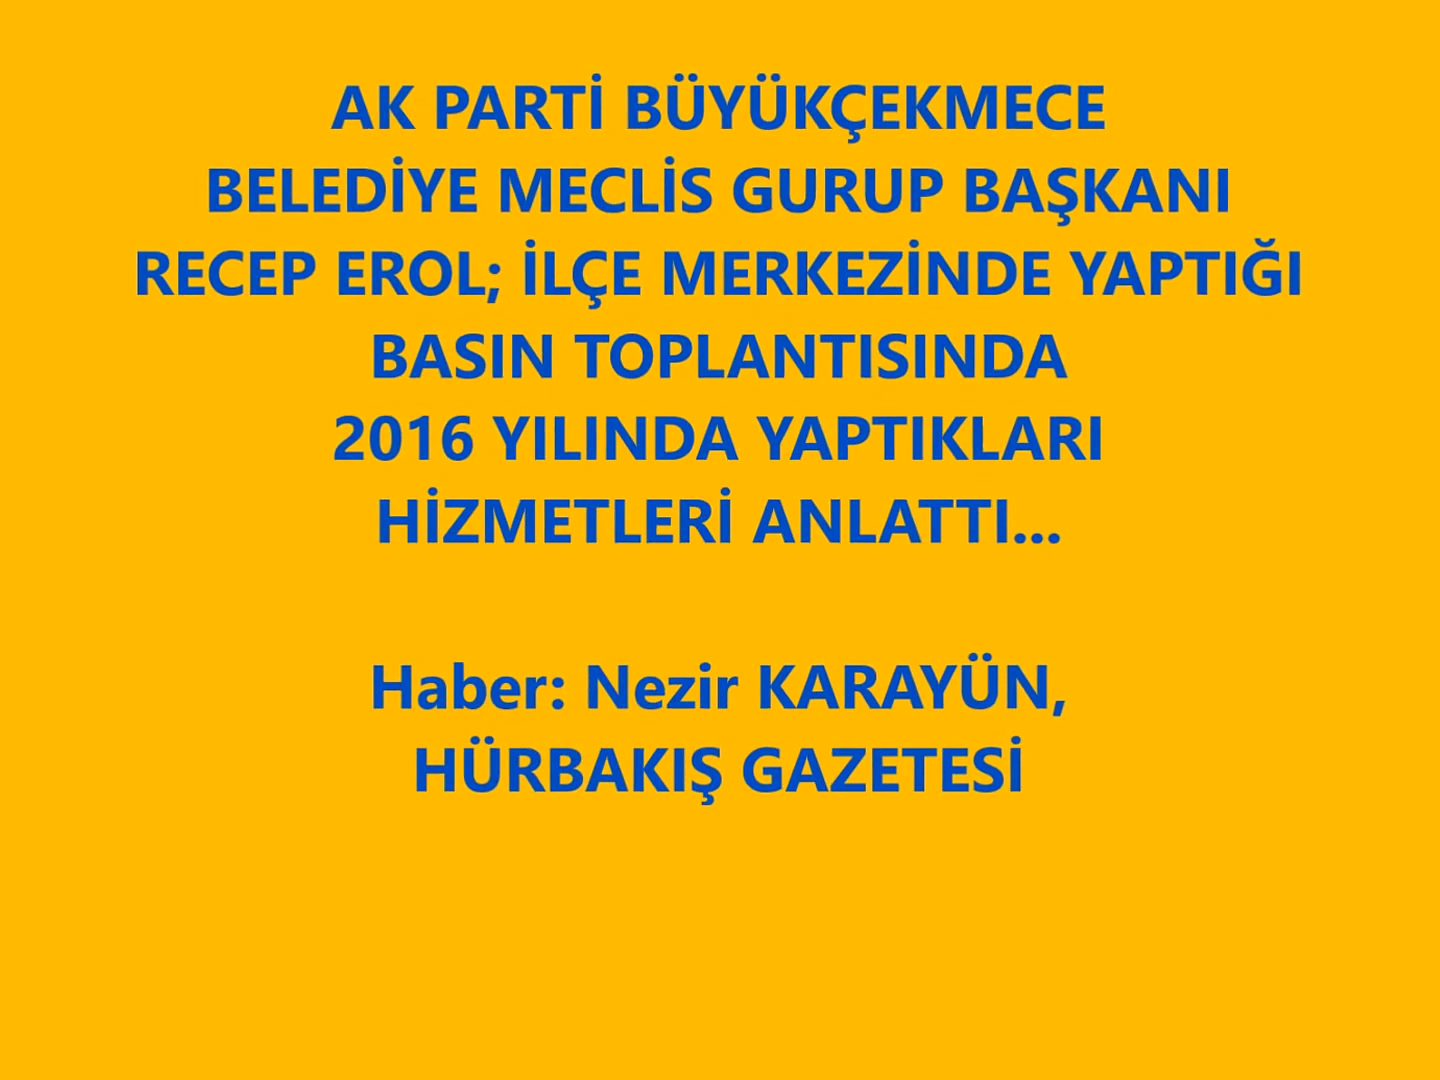 AK PARTİ BÜYÜKÇEKMECE
BELEDİYE MECLİS GURUP BAŞKANI
RECEP EROL; İLÇE MERKEZİNDE YAPTIĞI
BASIN TOPLANTISINDA
2016 YILINDA YAPTIKLARI
HİZMETLERİ ANLATTI...
Haber: Nezir KARAYÜN,
HÜRBAKIŞ GAZETESİ